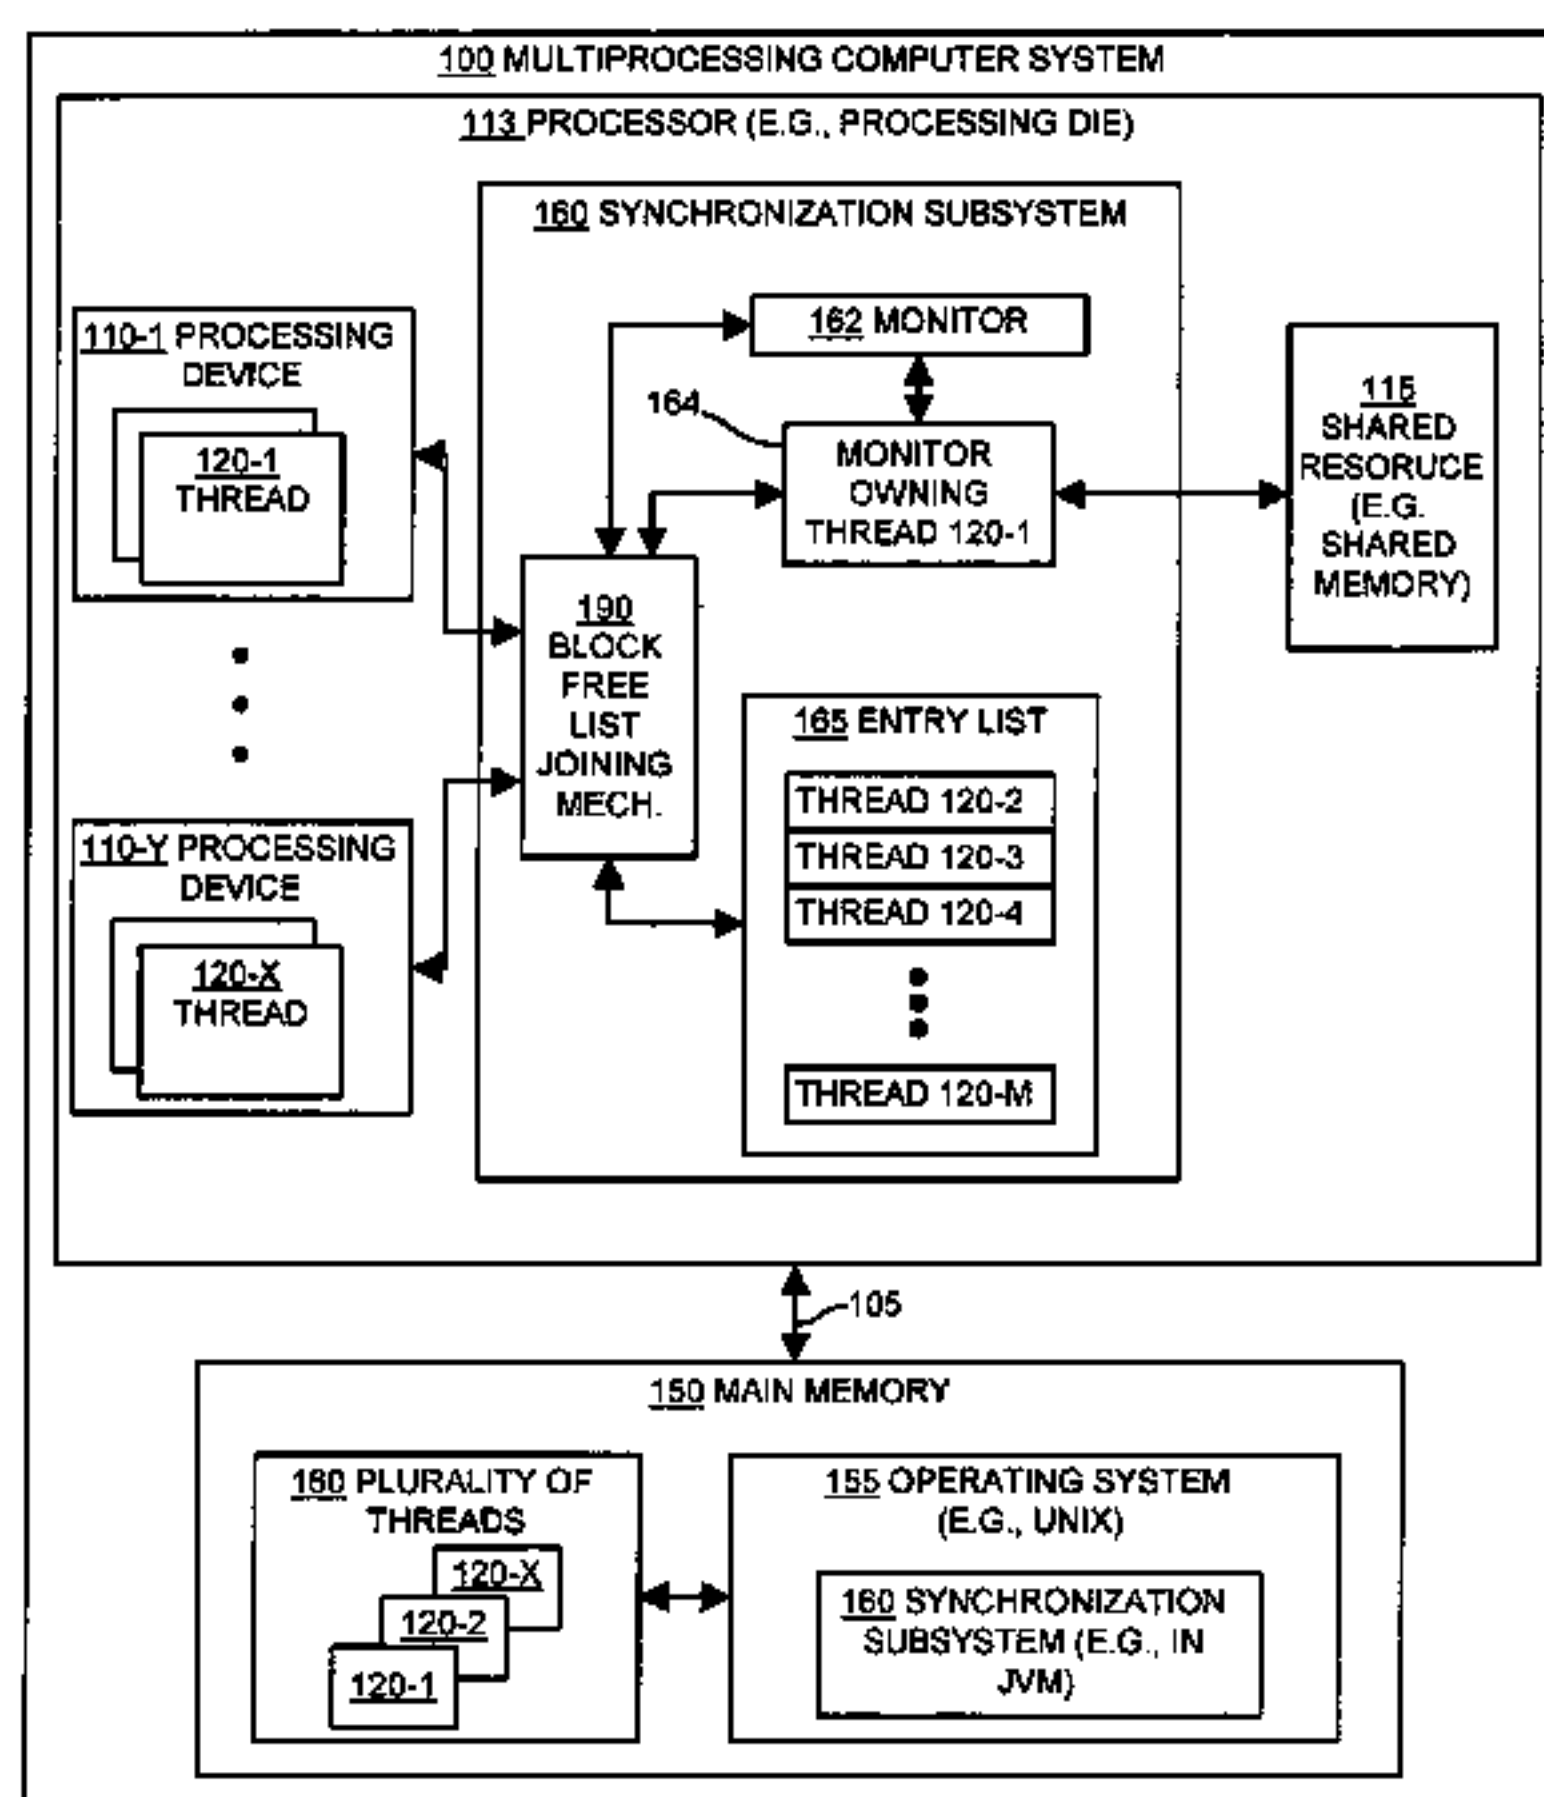 100 MULTIPROCESSING COMPUTER SYSTEM
113 PROCESSOR (E.G., PROCESSING DIE)
160 SYNCHRONIZATION SUBSYSTEM
110-1 PROCESSING
DEVICE
120-1
THREAD
162 MONITOR
164
MONITOR
OWNING
THREAD 120-1
115
SHARED
RESORUCE
(E.G.
SHARED
MEMORY)
190
BLOCK
FREE
LIST
JOINING
MECH.
165 ENTRY LIST
THREAD 120-2
THREAD 120-3
THREAD 120-4
THREAD 120-M
110-Y PROCESSING
DEVICE
120-X
THREAD
105
150 MAIN MEMORY
160 PLURALITY OF
THREADS
120-X
120-2
120-1
155 OPERATING SYSTEM
(E.G., UNIX)
160 SYNCHRONIZATION
SUBSYSTEM (E.G., IN
JVM)